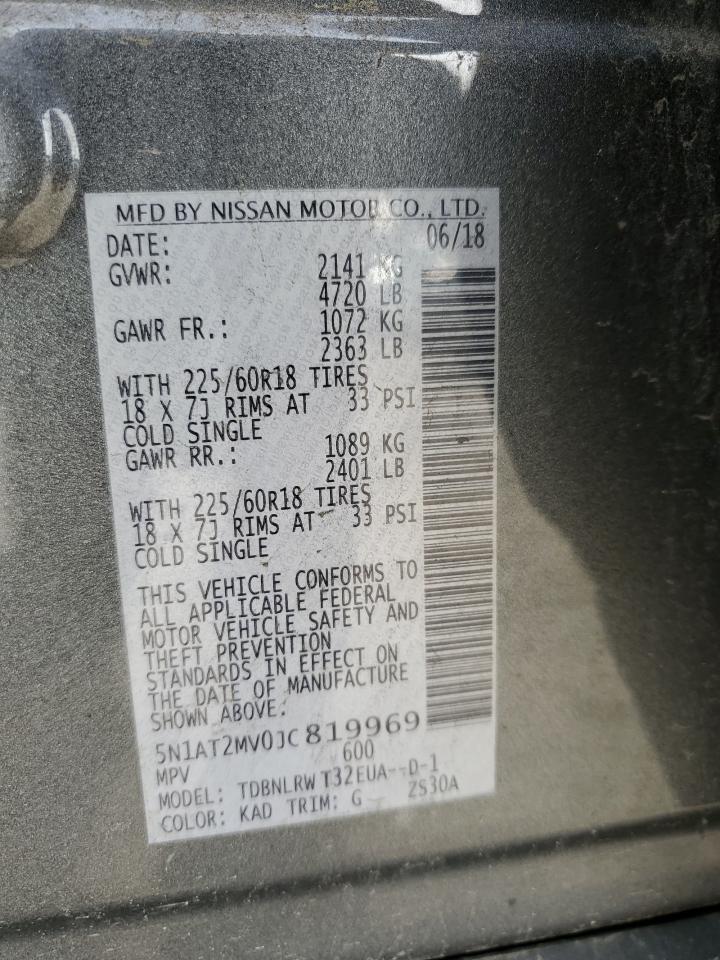 MFD BY NISSAN MOTOR CO., LTD.
DATE: 06/18
GVWR: 2141 KG
4720 LB
GAWR FR.: 1072 KG
2363 LB
WITH 225/60R18 TIRES
18 X 7J RIMS AT 33 PSI
COLD SINGLE
GAWR RR.: 1089 KG
2401 LB
WITH 225/60R18 TIRES
18 X 7J RIMS AT 33 PSI
COLD SINGLE
THIS VEHICLE CONFORMS TO
ALL APPLICABLE FEDERAL
MOTOR VEHICLE SAFETY AND
THEFT PREVENTION
STANDARDS IN EFFECT ON
THE DATE OF MANUFACTURE
SHOWN ABOVE:
5N1AT2MV0JC819969
MPV 600
MODEL: TDBNLRW T32EUA--D-1
COLOR: KAD TRIM: G ZS30A